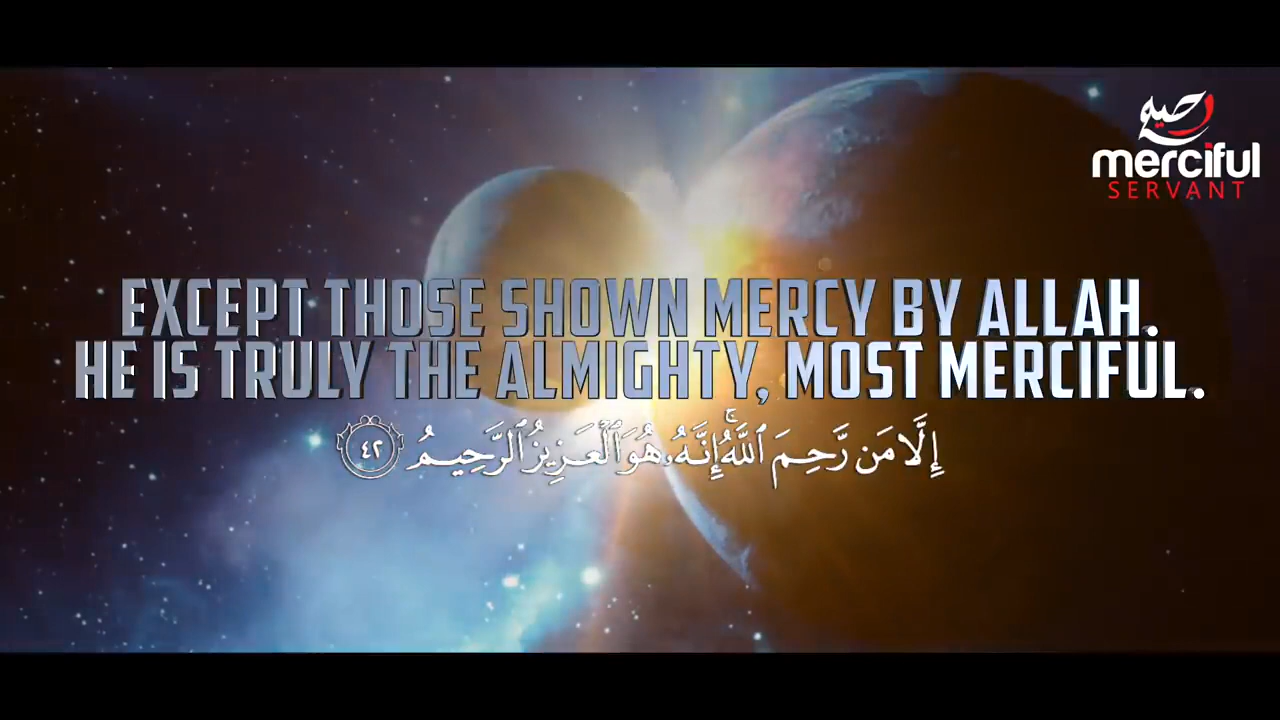 رحيم
merciful
SERVANT
EXCEPT THOSE SHOWN MERCY BY ALLAH.
HE IS TRULY THE ALMIGHTY, MOST MERCIFUL.
إِلَّا مَن رَّحِمَ ٱللَّهُ ۚ إِنَّهُۥ هُوَ ٱلْعَزِيزُ ٱلرَّحِيمُ ٤٢